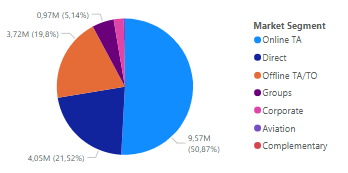 0,97M (5,14%)
3,72M (19,8%)
4,05M (21,52%)
9,57M
(50,87%)
Market Segment
Online TA
Direct
Offline TA/TO
Groups
Corporate
Aviation
Complementary